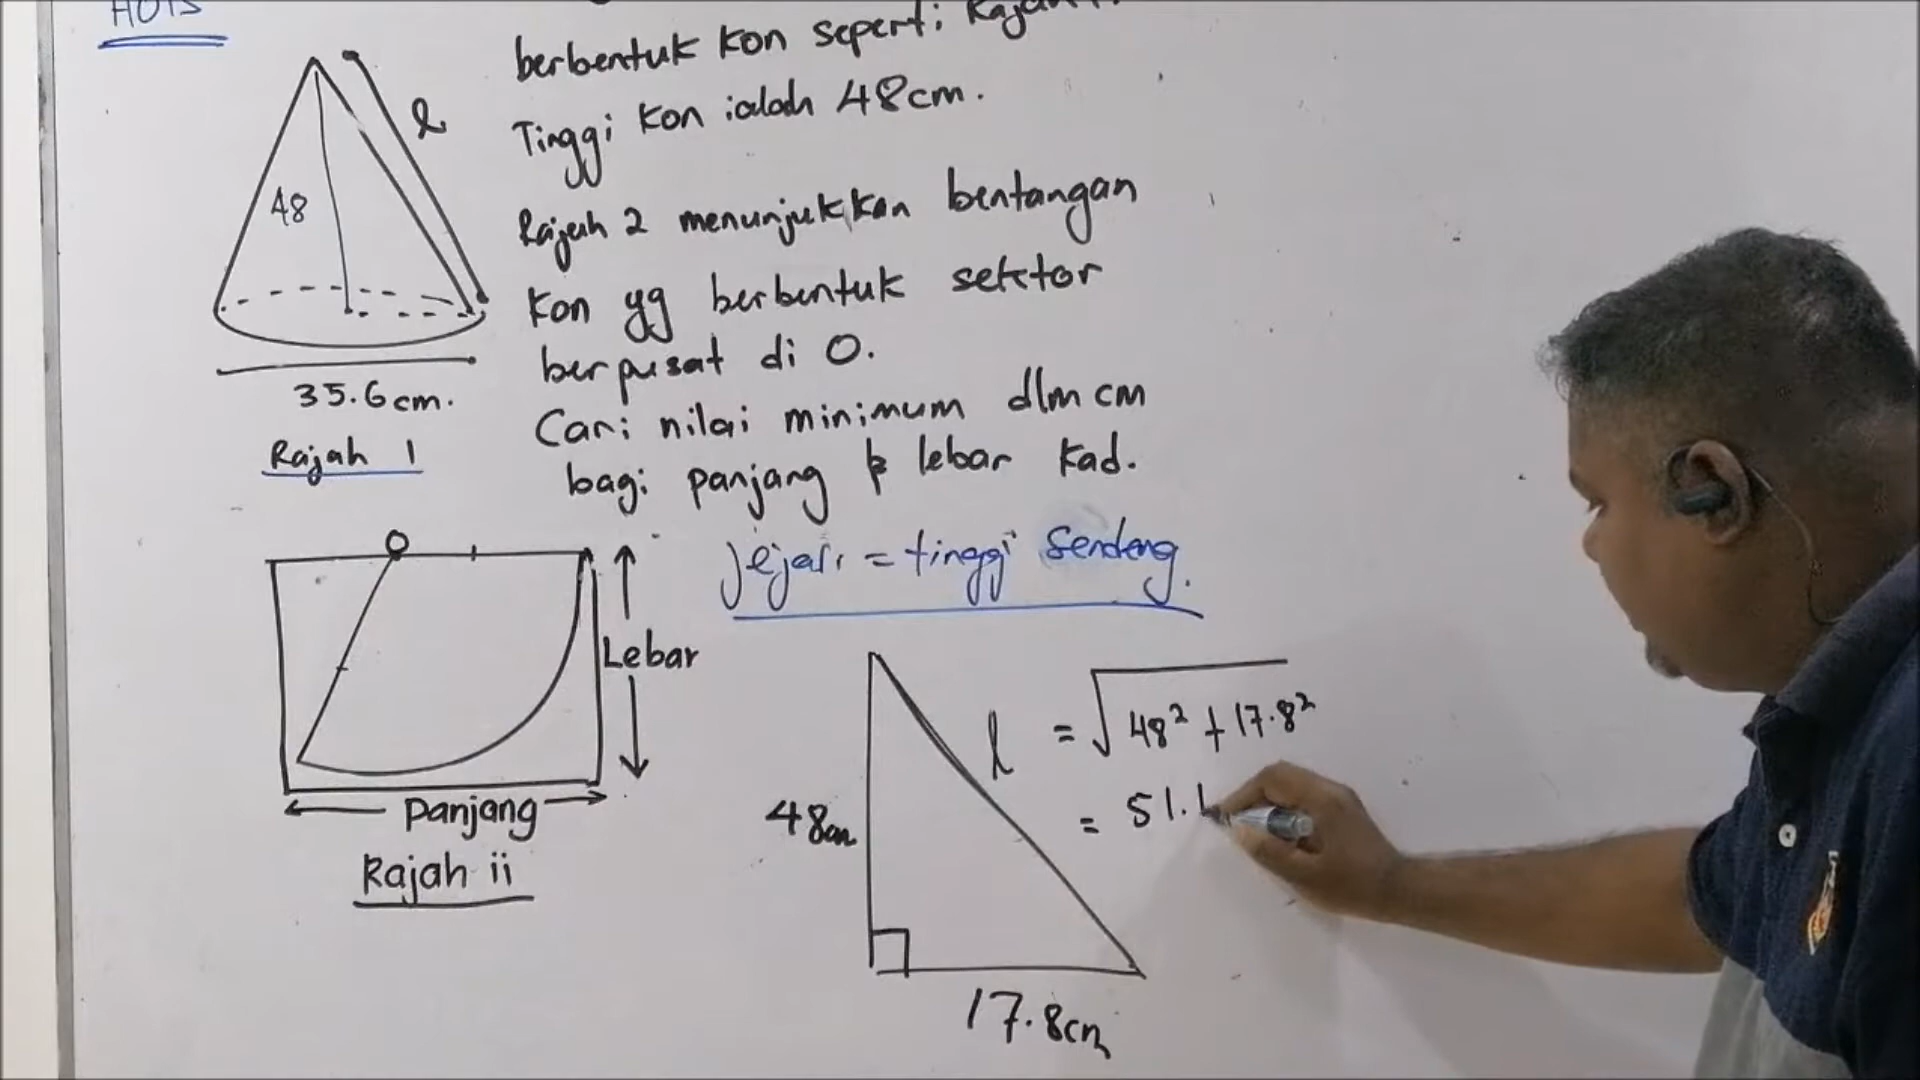 HOTS
berbentuk kon seperti Rajah
Tinggi kon ialah 48cm.
Rajah 2 menunjukkan bentangan
kon yg berbentuk sektor
berpusat di O.
Cari nilai minimum dlm cm
bagi panjang & lebar kad.
l
48
35.6cm.
Rajah 1
jejari = tinggi sendeng.
O
Lebar
Panjang
Rajah ii
l = √48² + 17.8²
= 51.
48cm
17.8cm